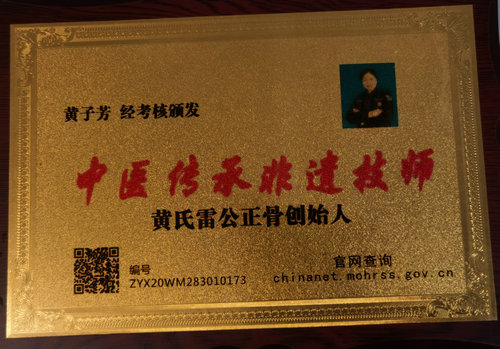 黄子芳 经考核颁发
中医传承非遗技师
黄氏雷公正骨创始人
编号
ZYX20WM283010173
官网查询
chinanet.mohrss.gov.cn